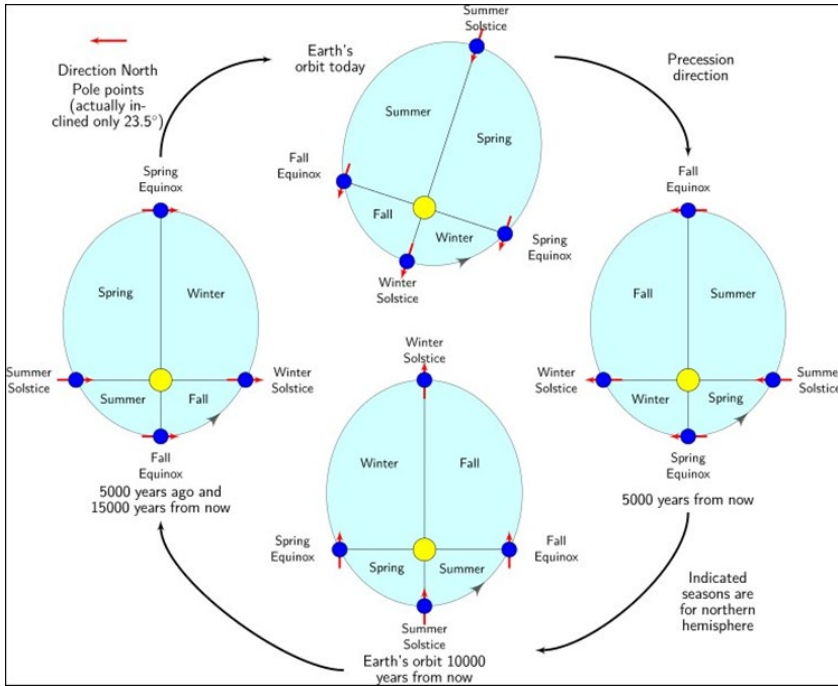 Direction North
Pole points
(actually in-
clined only 23.5°)
Earth's
orbit today
Summer
Solstice
Summer
Spring
Fall
Equinox
Fall
Winter
Spring
Equinox
Winter
Solstice
Precession
direction
Spring
Equinox
Spring
Winter
Summer
Solstice
Winter
Solstice
Summer
Fall
Fall
Equinox
5000 years ago and
15000 years from now
Fall
Equinox
Fall
Summer
Winter
Solstice
Summer
Solstice
Winter
Spring
Spring
Equinox
5000 years from now
Winter
Solstice
Winter
Fall
Spring
Equinox
Fall
Equinox
Spring
Summer
Summer
Solstice
Earth's orbit 10000
years from now
Indicated
seasons are
for northern
hemisphere